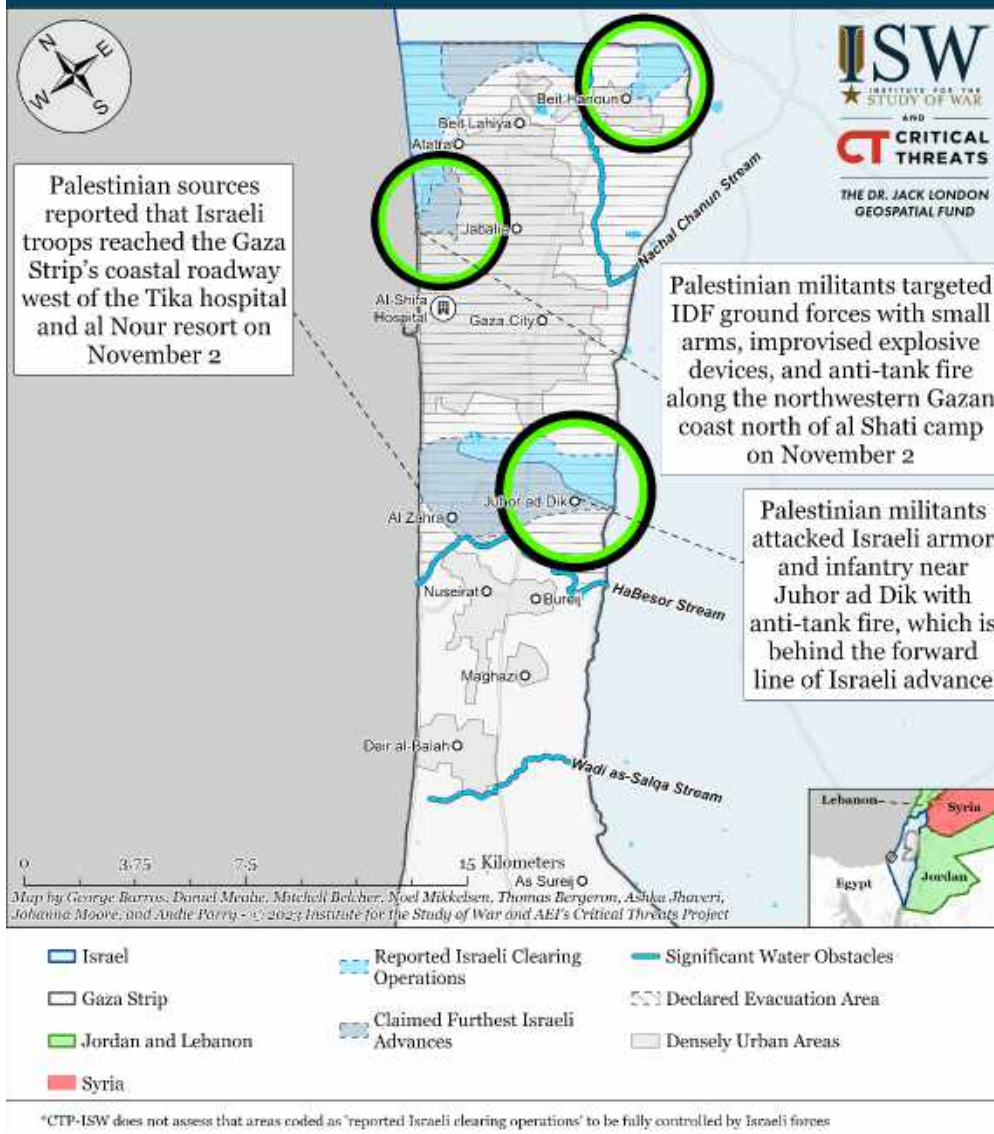 N
E
W
S
ISW
INSTITUTE FOR THE
STUDY OF WAR
AND
CT CRITICAL
THREATS
THE DR. JACK LONDON
GEOSPATIAL FUND
Beit Hanoun
Beit Lahiya
Atatra
Palestinian sources
reported that Israeli
troops reached the Gaza
Strip's coastal roadway
west of the Tika hospital
and al Nour resort on
November 2
Jabalia
Nachal Chanun Stream
Al-Shifa
Hospital
Gaza City
Palestinian militants targeted
IDF ground forces with small
arms, improvised explosive
devices, and anti-tank fire
along the northwestern Gazan
coast north of al Shati camp
on November 2
Juhor ad Dik
Al Zahra
Palestinian militants
attacked Israeli armor
and infantry near
Juhor ad Dik with
anti-tank fire, which is
behind the forward
line of Israeli advance
Nuseirat
Bureij
HaBesor Stream
Maghazi
Deir al-Balah
Wadi as-Salqa Stream
Lebanon
Syria
Jordan
Egypt
0 3.75 7.5 15 Kilometers
As Sureij
Map by George Barros, Daniel Mealie, Mitchell Belcher, Noel Mikkelsen, Thomas Bergeron, Ashka Jhaveri,
Johanna Moore, and Andie Parry - © 2023 Institute for the Study of War and AEI's Critical Threats Project
Israel
Gaza Strip
Jordan and Lebanon
Syria
Reported Israeli Clearing
Operations
Claimed Furthest Israeli
Advances
Significant Water Obstacles
Declared Evacuation Area
Densely Urban Areas
*CTP-ISW does not assess that areas coded as 'reported Israeli clearing operations' to be fully controlled by Israeli forces